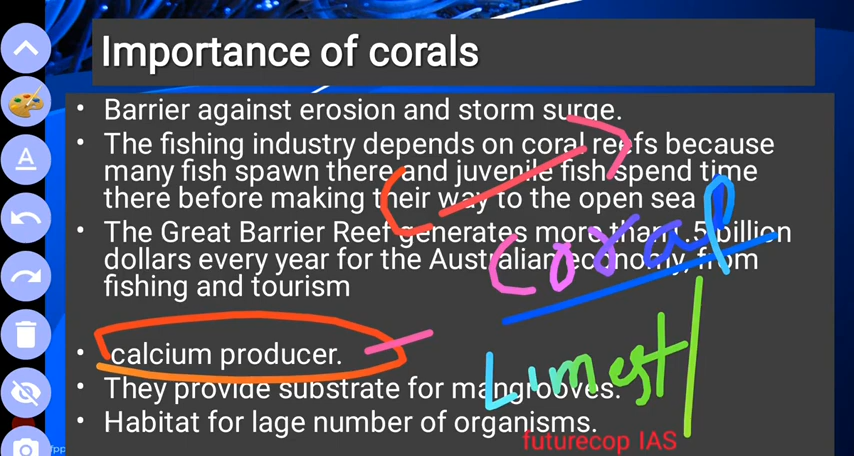 Importance of corals
• Barrier against erosion and storm surge.
• The fishing industry depends on coral reefs because
many fish spawn there and juvenile fish spend time
there before making their way to the open sea
• The Great Barrier Reef generates more than 1.5 billion
dollars every year for the Australian economy, from
fishing and tourism
coral
• calcium producer.
Limest
• They provide substrate for mangrooves.
• Habitat for lage number of organisms.
futurecop IAS